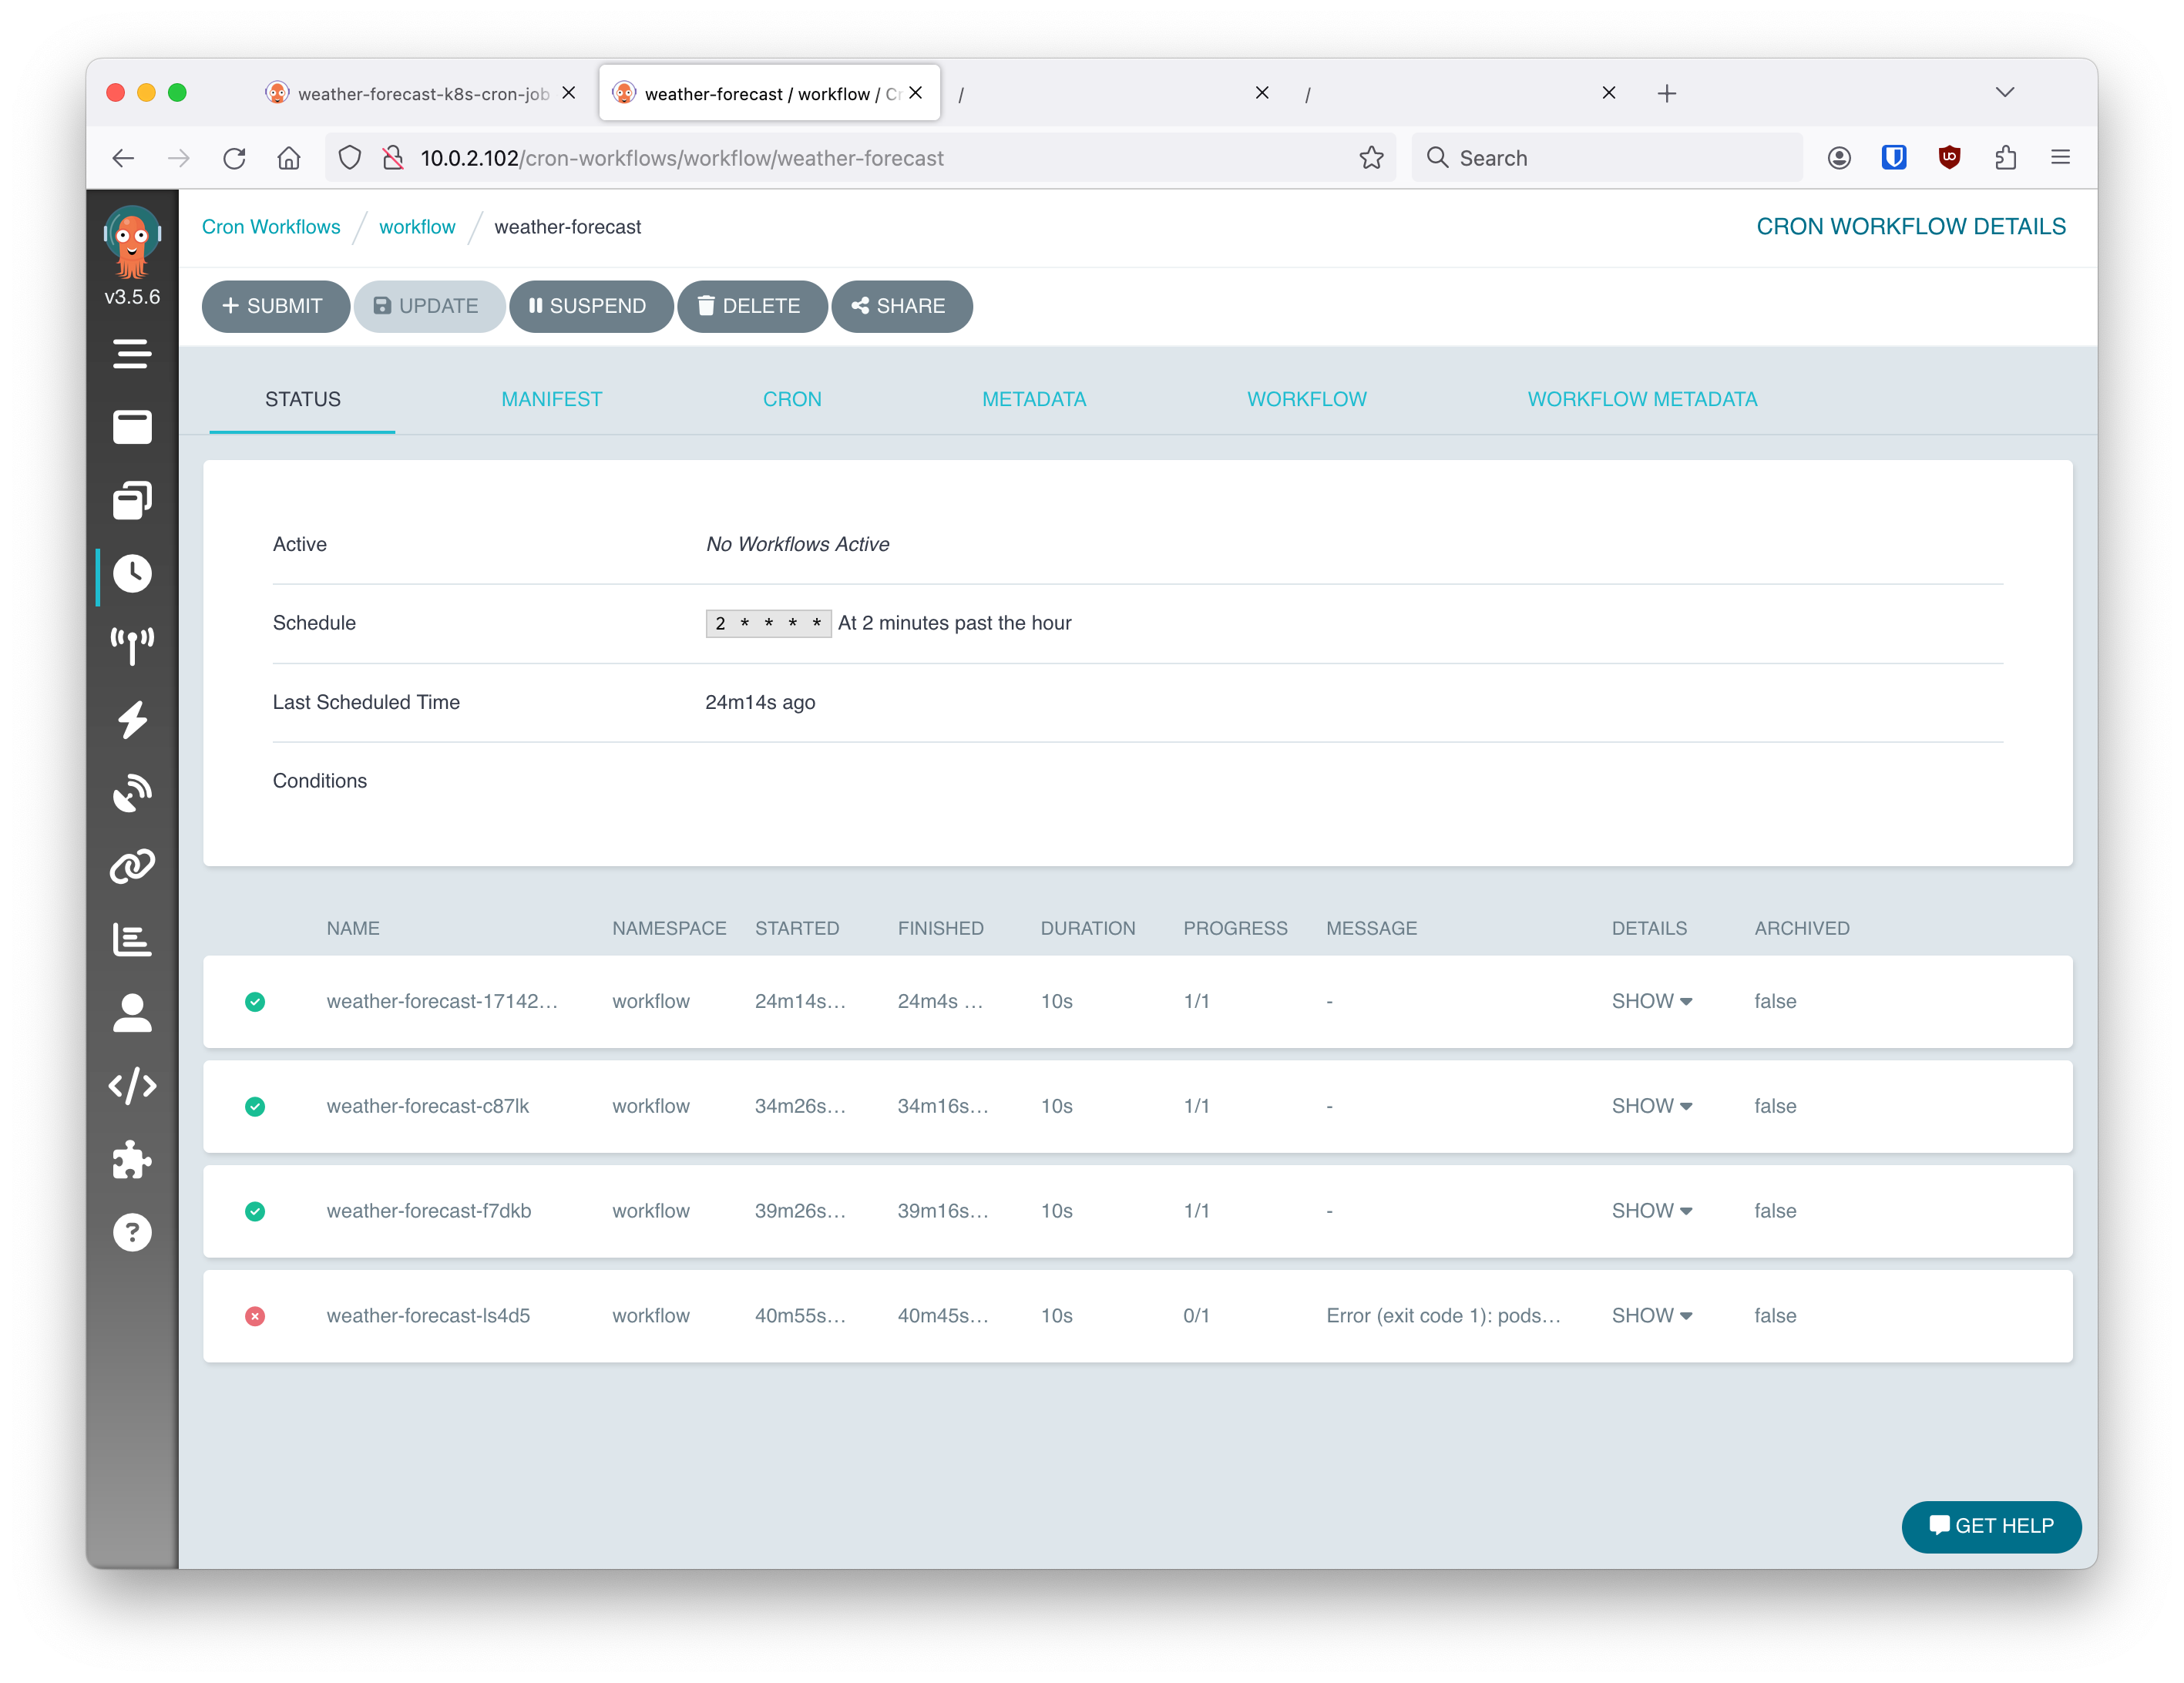 weather-forecast-k8s-cron-job
weather-forecast / workflow / Cr
/
/
10.0.2.102/cron-workflows/workflow/weather-forecast
Search
v3.5.6
Cron Workflows / workflow / weather-forecast
CRON WORKFLOW DETAILS
+ SUBMIT
UPDATE
SUSPEND
DELETE
SHARE
STATUS
MANIFEST
CRON
METADATA
WORKFLOW
WORKFLOW METADATA
Active No Workflows Active
Schedule 2 * * * * At 2 minutes past the hour
Last Scheduled Time 24m14s ago
Conditions
NAME NAMESPACE STARTED FINISHED DURATION PROGRESS MESSAGE DETAILS ARCHIVED
weather-forecast-17142... workflow 24m14s... 24m4s ... 10s 1/1 - SHOW false
weather-forecast-c87lk workflow 34m26s... 34m16s... 10s 1/1 - SHOW false
weather-forecast-f7dkb workflow 39m26s... 39m16s... 10s 1/1 - SHOW false
weather-forecast-ls4d5 workflow 40m55s... 40m45s... 10s 0/1 Error (exit code 1): pods... SHOW false
GET HELP